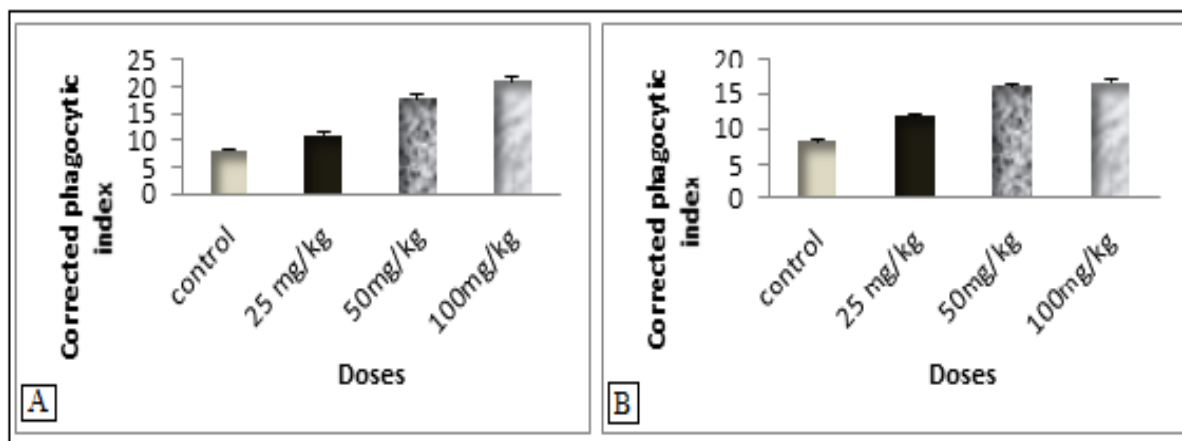 Corrected phagocytic
index
25
20
15
10
5
0
control
25 mg/kg
50mg/kg
100mg/kg
Doses
A
Corrected phagocytic
index
20
15
10
5
0
control
25 mg/kg
50mg/kg
100mg/kg
Doses
B